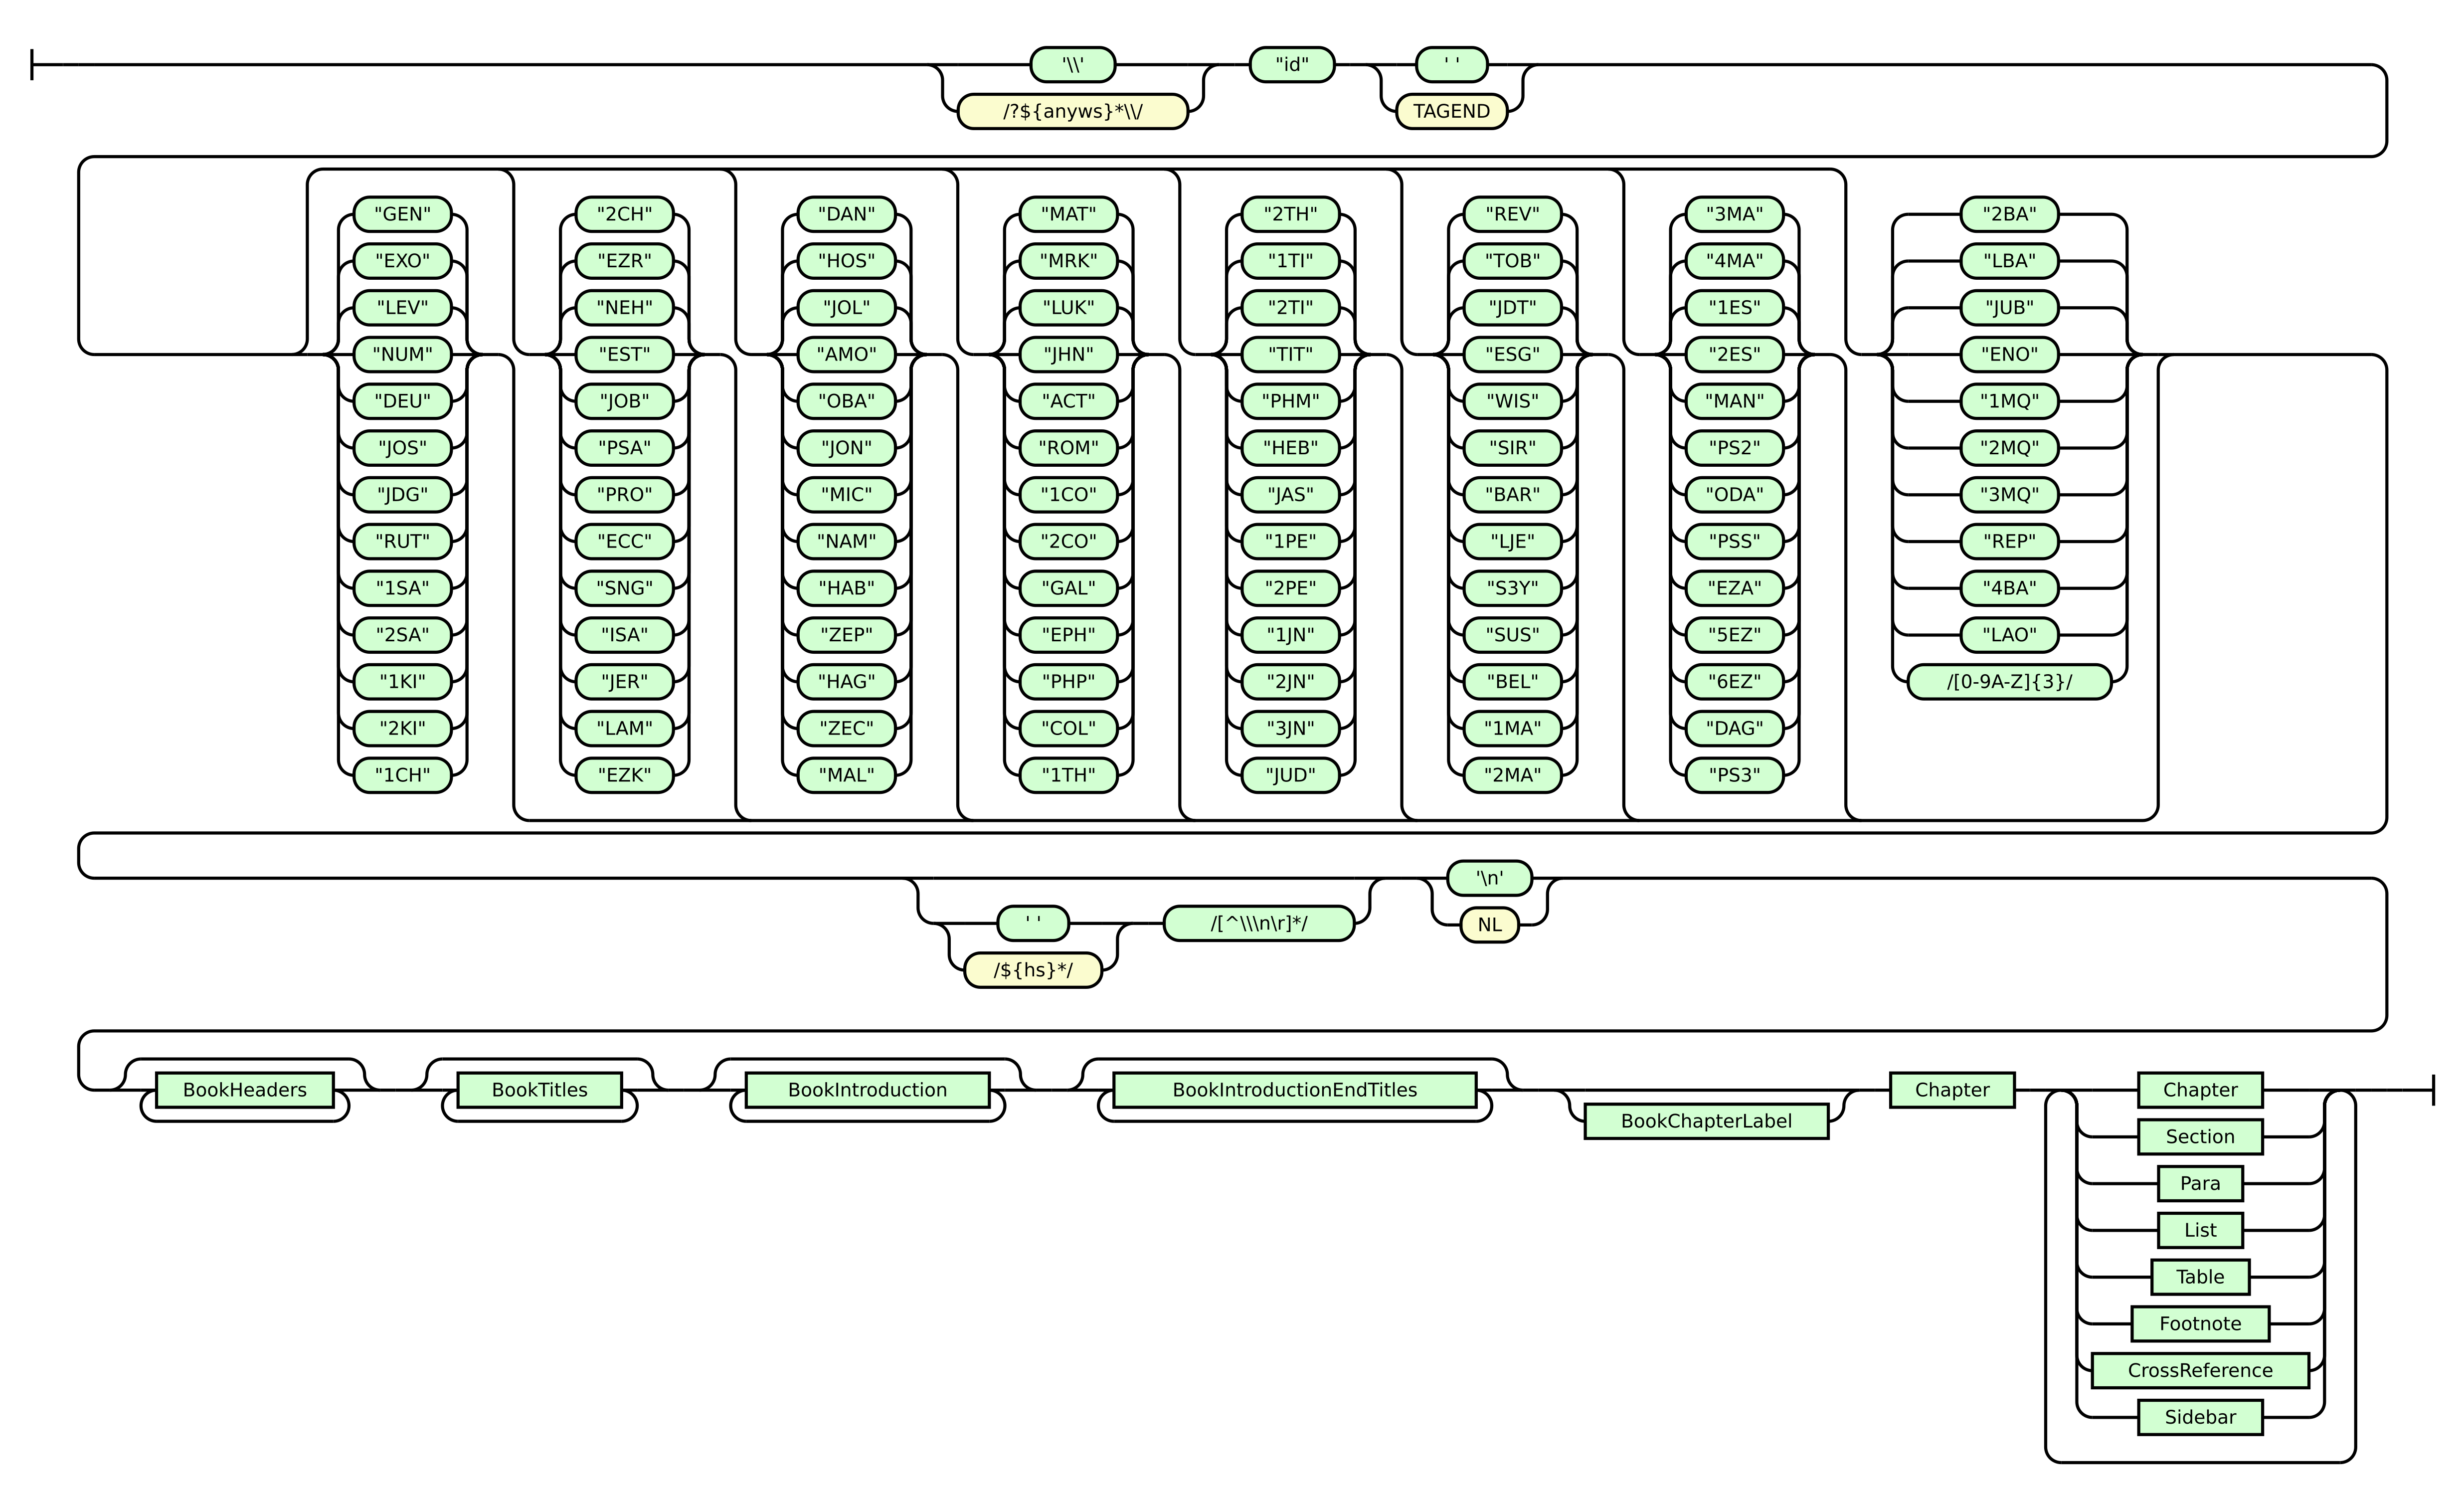 '\\'
"id"
' '
/?${anyws}*\\/
TAGEND
"GEN"
"EXO"
"LEV"
"NUM"
"DEU"
"JOS"
"JDG"
"RUT"
"1SA"
"2SA"
"1KI"
"2KI"
"1CH"
"2CH"
"EZR"
"NEH"
"EST"
"JOB"
"PSA"
"PRO"
"ECC"
"SNG"
"ISA"
"JER"
"LAM"
"EZK"
"DAN"
"HOS"
"JOL"
"AMO"
"OBA"
"JON"
"MIC"
"NAM"
"HAB"
"ZEP"
"HAG"
"ZEC"
"MAL"
"MAT"
"MRK"
"LUK"
"JHN"
"ACT"
"ROM"
"1CO"
"2CO"
"GAL"
"EPH"
"PHP"
"COL"
"1TH"
"2TH"
"1TI"
"2TI"
"TIT"
"PHM"
"HEB"
"JAS"
"1PE"
"2PE"
"1JN"
"2JN"
"3JN"
"JUD"
"REV"
"TOB"
"JDT"
"ESG"
"WIS"
"SIR"
"BAR"
"LJE"
"S3Y"
"SUS"
"BEL"
"1MA"
"2MA"
"3MA"
"4MA"
"1ES"
"2ES"
"MAN"
"PS2"
"ODA"
"PSS"
"EZA"
"5EZ"
"6EZ"
"DAG"
"PS3"
"2BA"
"LBA"
"JUB"
"ENO"
"1MQ"
"2MQ"
"3MQ"
"REP"
"4BA"
"LAO"
/[0-9A-Z]{3}/
' '
/${hs}*/
/[^\\\n\r]*/
'\n'
NL
BookHeaders
BookTitles
BookIntroduction
BookIntroductionEndTitles
BookChapterLabel
Chapter
Chapter
Section
Para
List
Table
Footnote
CrossReference
Sidebar